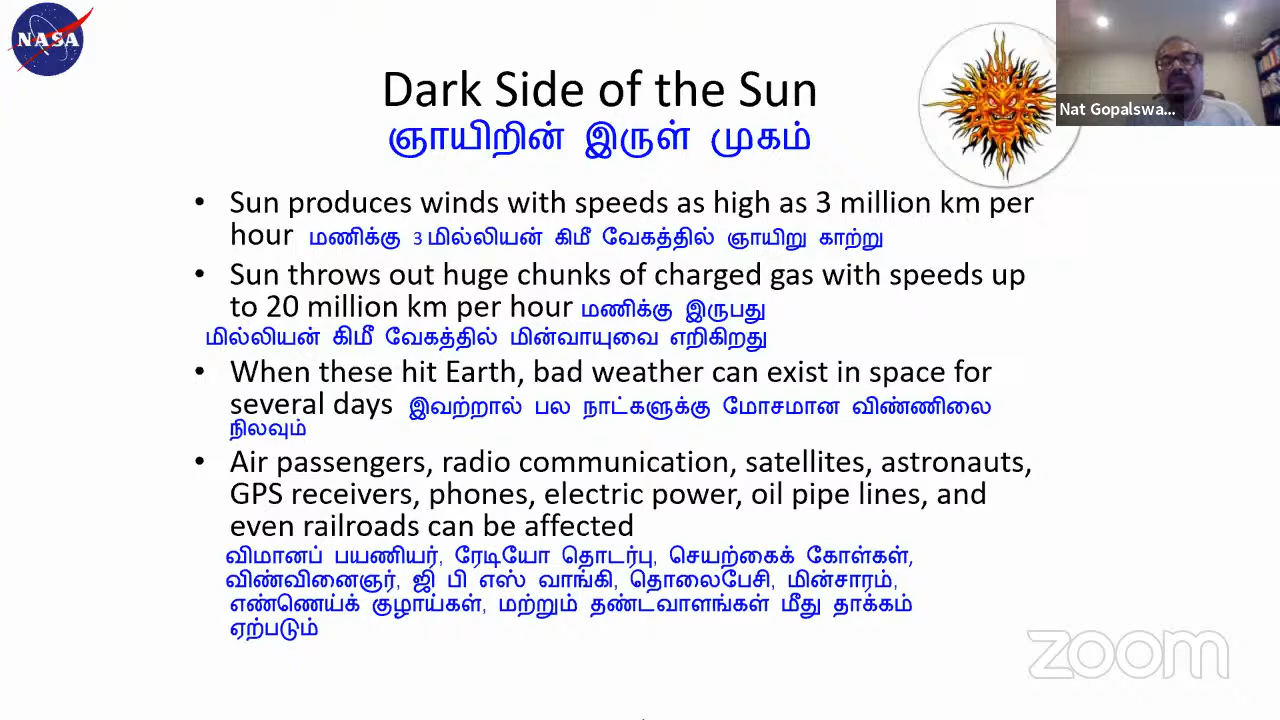 NASA
Dark Side of the Sun
ஞாயிறின் இருள் முகம்
Nat Gopalswa...
• Sun produces winds with speeds as high as 3 million km per
hour மணிக்கு 3 மில்லியன் கிமீ வேகத்தில் ஞாயிறு காற்று
• Sun throws out huge chunks of charged gas with speeds up
to 20 million km per hour மணிக்கு இருபது
மில்லியன் கிமீ வேகத்தில் மின்வாயுவை எறிகிறது
• When these hit Earth, bad weather can exist in space for
several days இவற்றால் பல நாட்களுக்கு மோசமான விண்ணிலை
நிலவும்
• Air passengers, radio communication, satellites, astronauts,
GPS receivers, phones, electric power, oil pipe lines, and
even railroads can be affected
விமானப் பயணியர், ரேடியோ தொடர்பு, செயற்கைக் கோள்கள்,
விண்வினைஞர், ஜி பி எஸ் வாங்கி, தொலைபேசி, மின்சாரம்,
எண்ணெய்க் குழாய்கள், மற்றும் தண்டவாளங்கள் மீது தாக்கம்
ஏற்படும்
zoom